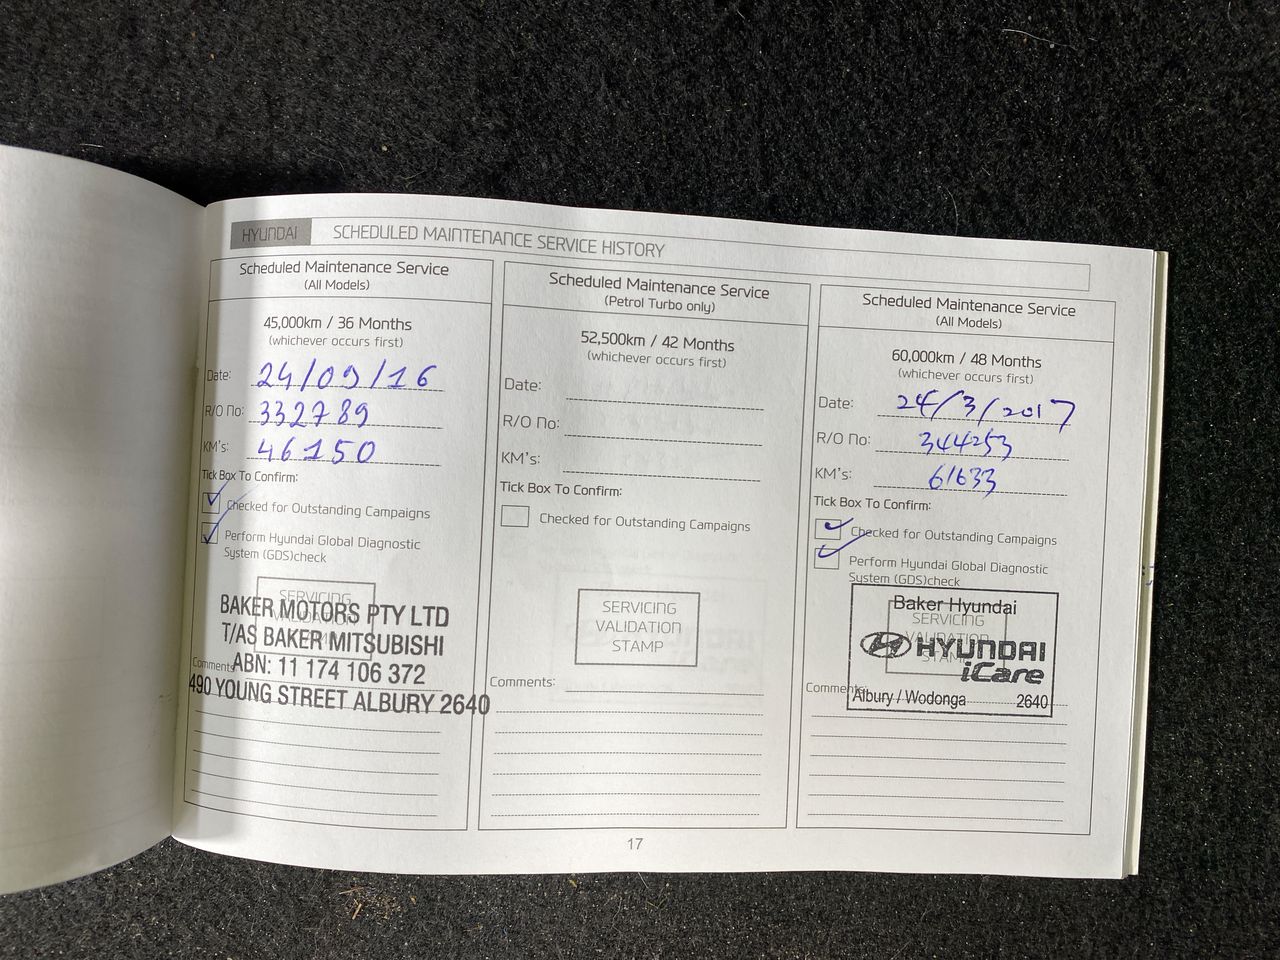 HYUNDAI SCHEDULED MAINTENANCE SERVICE HISTORY
Scheduled Maintenance Service
(All Models)
45,000km / 36 Months
(whichever occurs first)
Date: 24/09/16
R/O No: 332789
KM's: 46150
Tick Box To Confirm:
Checked for Outstanding Campaigns
Perform Hyundai Global Diagnostic
System (GDS)check
SERVICING
VALIDATION
STAMP
BAKER MOTORS PTY LTD
T/AS BAKER MITSUBISHI
ABN: 11 174 106 372
490 YOUNG STREET ALBURY 2640
Comments:
Scheduled Maintenance Service
(Petrol Turbo only)
52,500km / 42 Months
(whichever occurs first)
Date:
R/O No:
KM's:
Tick Box To Confirm:
Checked for Outstanding Campaigns
SERVICING
VALIDATION
STAMP
Comments:
Scheduled Maintenance Service
(All Models)
60,000km / 48 Months
(whichever occurs first)
Date: 24/3/2017
R/O No: 344253
KM's: 61633
Tick Box To Confirm:
Checked for Outstanding Campaigns
Perform Hyundai Global Diagnostic
System (GDS)check
SERVICING
VALIDATION
STAMP
Baker Hyundai
HYUNDAI
iCare
Albury / Wodonga 2640
Comments:
17